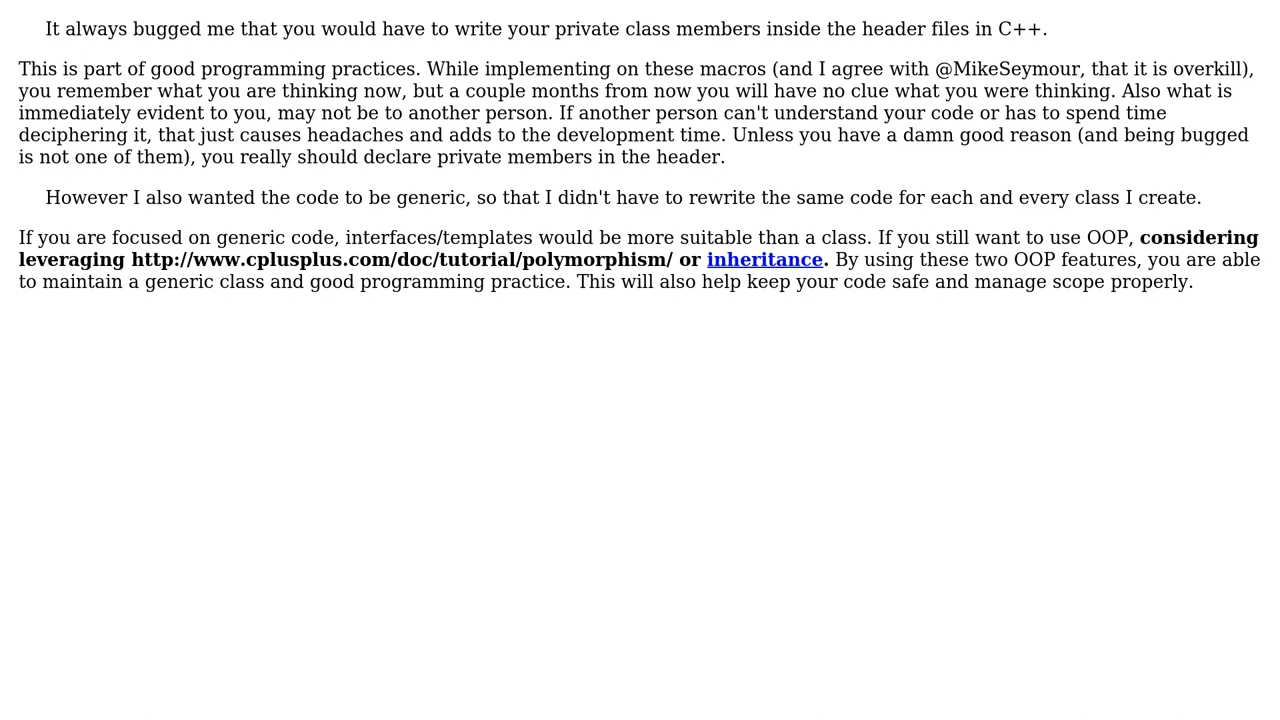 It always bugged me that you would have to write your private class members inside the header files in C++.
This is part of good programming practices. While implementing on these macros (and I agree with @MikeSeymour, that it is overkill),
you remember what you are thinking now, but a couple months from now you will have no clue what you were thinking. Also what is
immediately evident to you, may not be to another person. If another person can't understand your code or has to spend time
deciphering it, that just causes headaches and adds to the development time. Unless you have a damn good reason (and being bugged
is not one of them), you really should declare private members in the header.
However I also wanted the code to be generic, so that I didn't have to rewrite the same code for each and every class I create.
If you are focused on generic code, interfaces/templates would be more suitable than a class. If you still want to use OOP, considering
leveraging http://www.cplusplus.com/doc/tutorial/polymorphism/ or inheritance. By using these two OOP features, you are able
to maintain a generic class and good programming practice. This will also help keep your code safe and manage scope properly.